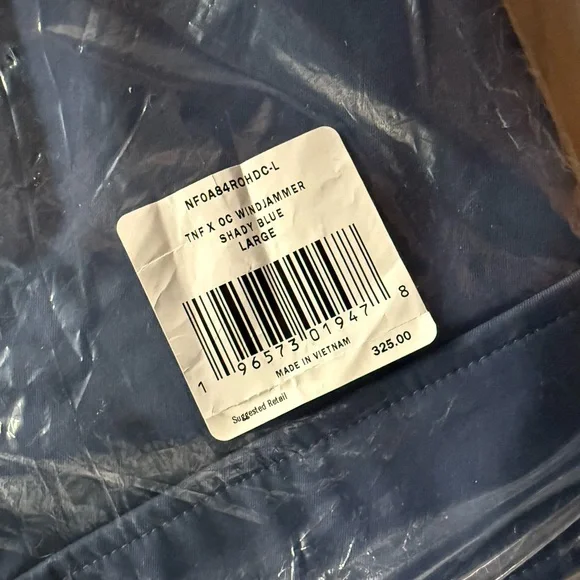 NF0A84R0HDC-L
TNF X OC WINDJAMMER
SHADY BLUE
LARGE
1 96573 01947 8
MADE IN VIETNAM
325.00
Suggested Retail